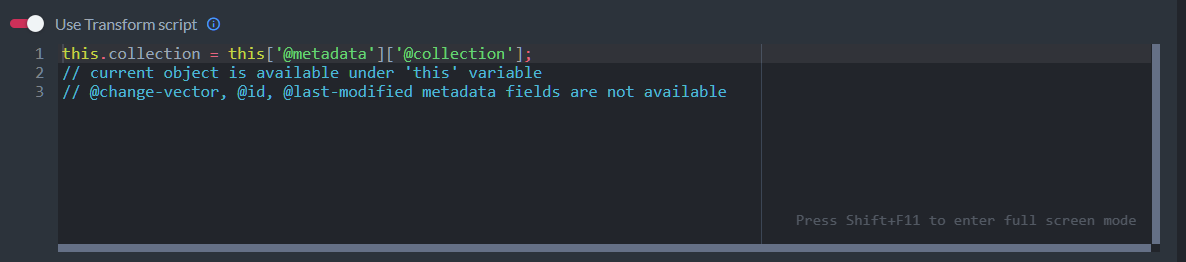 Use Transform script
1 this.collection = this['@metadata']['@collection'];
2 // current object is available under 'this' variable
3 // @change-vector, @id, @last-modified metadata fields are not available
Press Shift+F11 to enter full screen mode